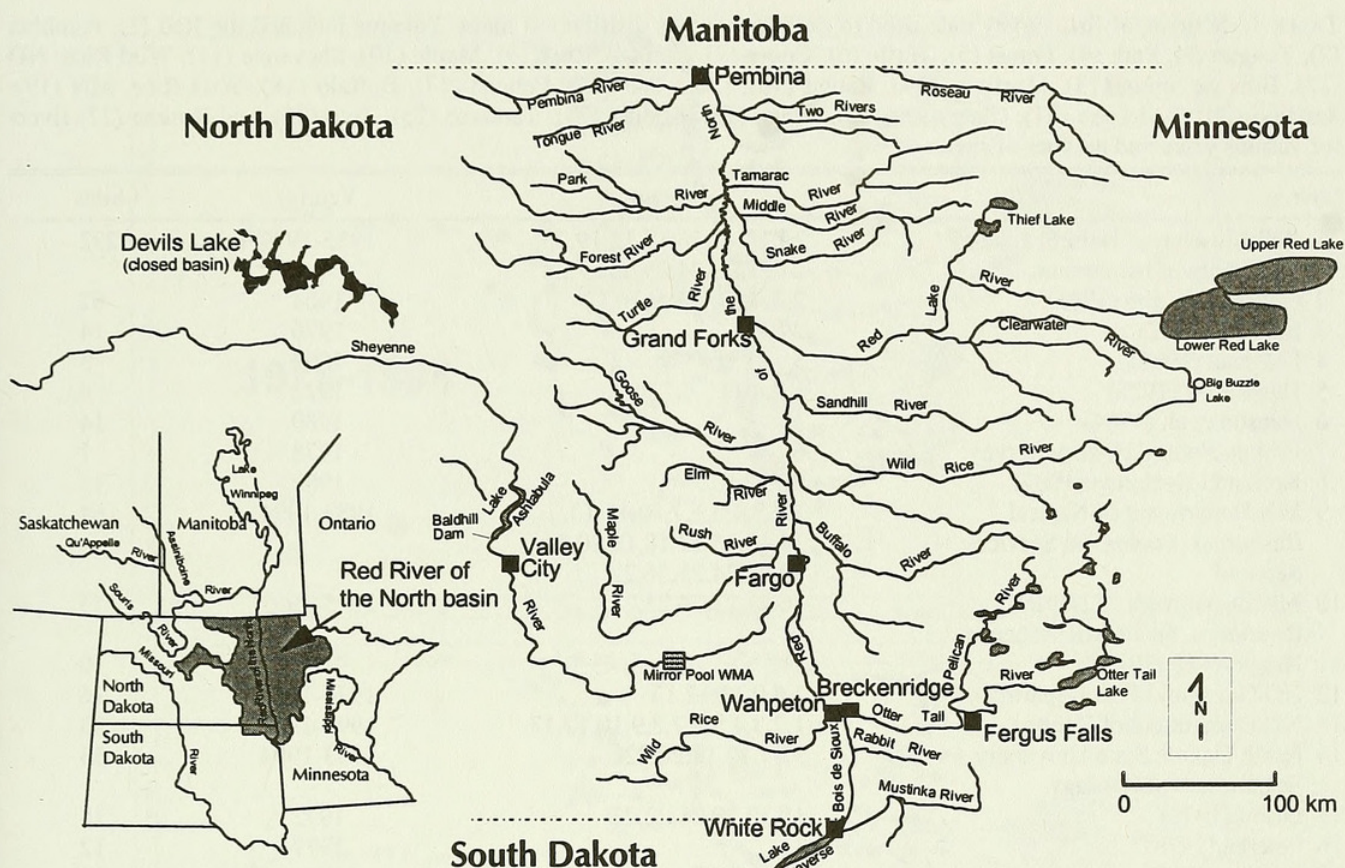 Manitoba
North Dakota
Minnesota
Pembina
Pembina River
Tongue River
North
Two Rivers
Roseau River
Park River
Tamarac River
Middle River
Snake River
Forest River
Turtle River
Thief Lake
Upper Red Lake
Lower Red Lake
River
Devils Lake
(closed basin)
the
Grand Forks
Red Lake
Clearwater River
Big Buzzle
Lake
Sheyenne
of
Goose River
Sandhill River
Wild Rice River
Elm River
River
Rush River
Buffalo River
Lake Ashtabula
Baldhill
Dam
Valley
City
River
Maple River
Fargo
Red
Mirror Pool WMA
Pelican River
Otter Tail
Lake
Breckenridge
Wahpeton
Otter Tail River
Fergus Falls
Wild Rice River
Rabbit River
Bois de Sioux
Mustinka River
White Rock
Lake Traverse
South Dakota
N
0 100 km
Lake
Winnipeg
Saskatchewan
Manitoba
Ontario
Qu'Appelle
River
Assiniboine
River
Souris
River
Red River of
the North basin
Missouri
River
Red River of the North
North
Dakota
South
Dakota
Mississippi
River
Minnesota